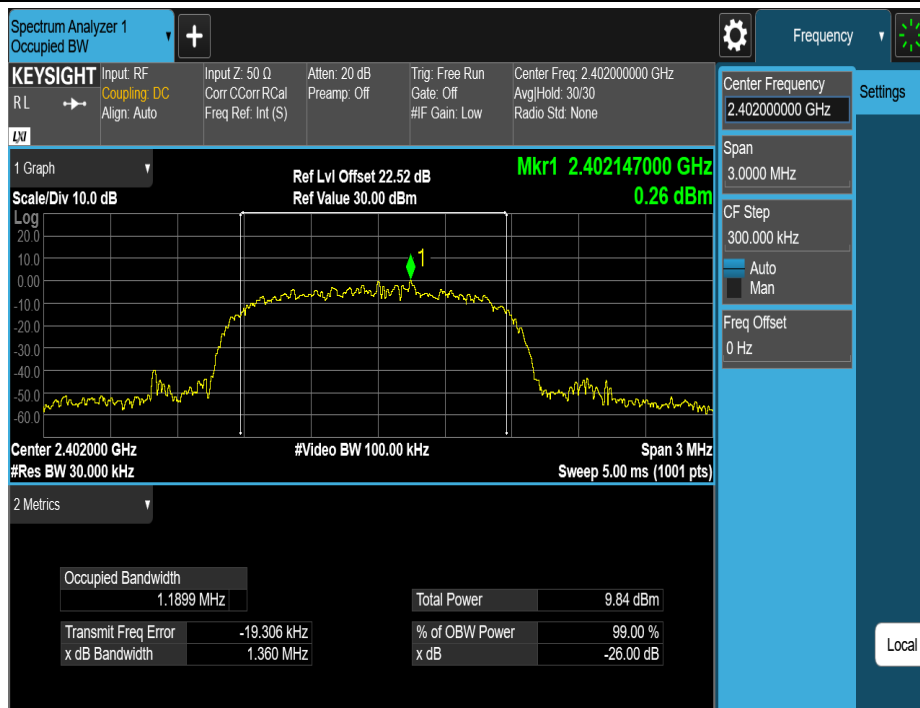 Spectrum Analyzer 1
Occupied BW
+
Frequency
KEYSIGHT
RL
LXI
Input: RF
Coupling: DC
Align: Auto
Input Z: 50 Ω
Corr CCorr RCal
Freq Ref: Int (S)
Atten: 20 dB
Preamp: Off
Trig: Free Run
Gate: Off
#IF Gain: Low
Center Freq: 2.402000000 GHz
Avg|Hold: 30/30
Radio Std: None
Center Frequency
2.402000000 GHz
Settings
Span
3.0000 MHz
CF Step
300.000 kHz
Auto
Man
Freq Offset
0 Hz
1 Graph
Scale/Div 10.0 dB
Ref Lvl Offset 22.52 dB
Ref Value 30.00 dBm
Mkr1 2.402147000 GHz
0.26 dBm
Log
20.0
10.0
0.00
-10.0
-20.0
-30.0
-40.0
-50.0
-60.0
1
Center 2.402000 GHz
#Res BW 30.000 kHz
#Video BW 100.00 kHz
Span 3 MHz
Sweep 5.00 ms (1001 pts)
2 Metrics
Occupied Bandwidth
1.1899 MHz
Total Power 9.84 dBm
Transmit Freq Error -19.306 kHz
% of OBW Power 99.00 %
x dB Bandwidth 1.360 MHz
x dB -26.00 dB
Local